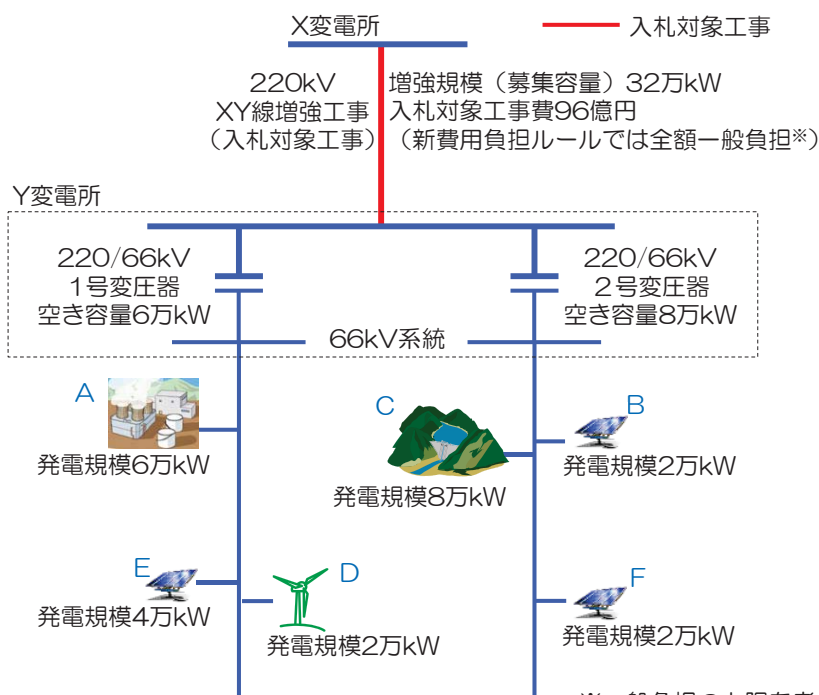 X変電所
入札対象工事
220kV
XY線増強工事
(入札対象工事)
増強規模(募集容量)32万kW
入札対象工事費96億円
(新費用負担ルールでは全額一般負担※)
Y変電所
220/66kV
1号変圧器
空き容量6万kW
220/66kV
2号変圧器
空き容量8万kW
66kV系統
A
発電規模6万kW
C
発電規模8万kW
B
発電規模2万kW
E
発電規模4万kW
D
発電規模2万kW
F
発電規模2万kW